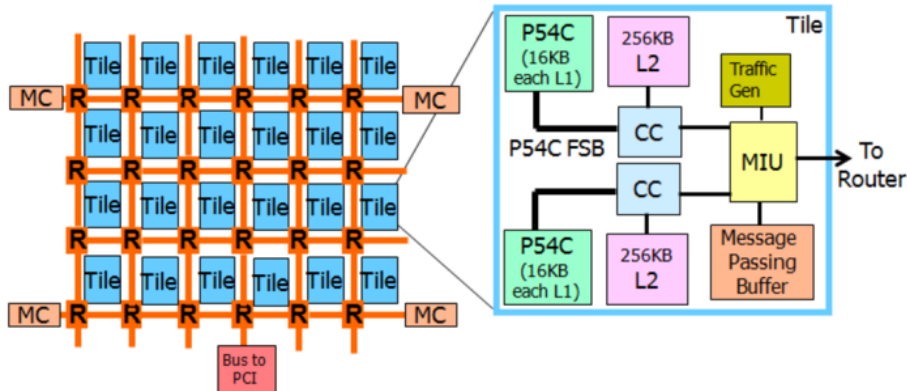 Tile Tile Tile Tile Tile Tile
MC R R R R R R MC
Tile Tile Tile Tile Tile Tile
R R R R R R
Tile Tile Tile Tile Tile Tile
R R R R R R
Tile Tile Tile Tile Tile Tile
MC R R R R R R MC
Bus to
PCI
Tile
P54C
(16KB
each L1)
256KB
L2
Traffic
Gen
CC
P54C FSB
MIU
To
Router
CC
P54C
(16KB
each L1)
256KB
L2
Message
Passing
Buffer